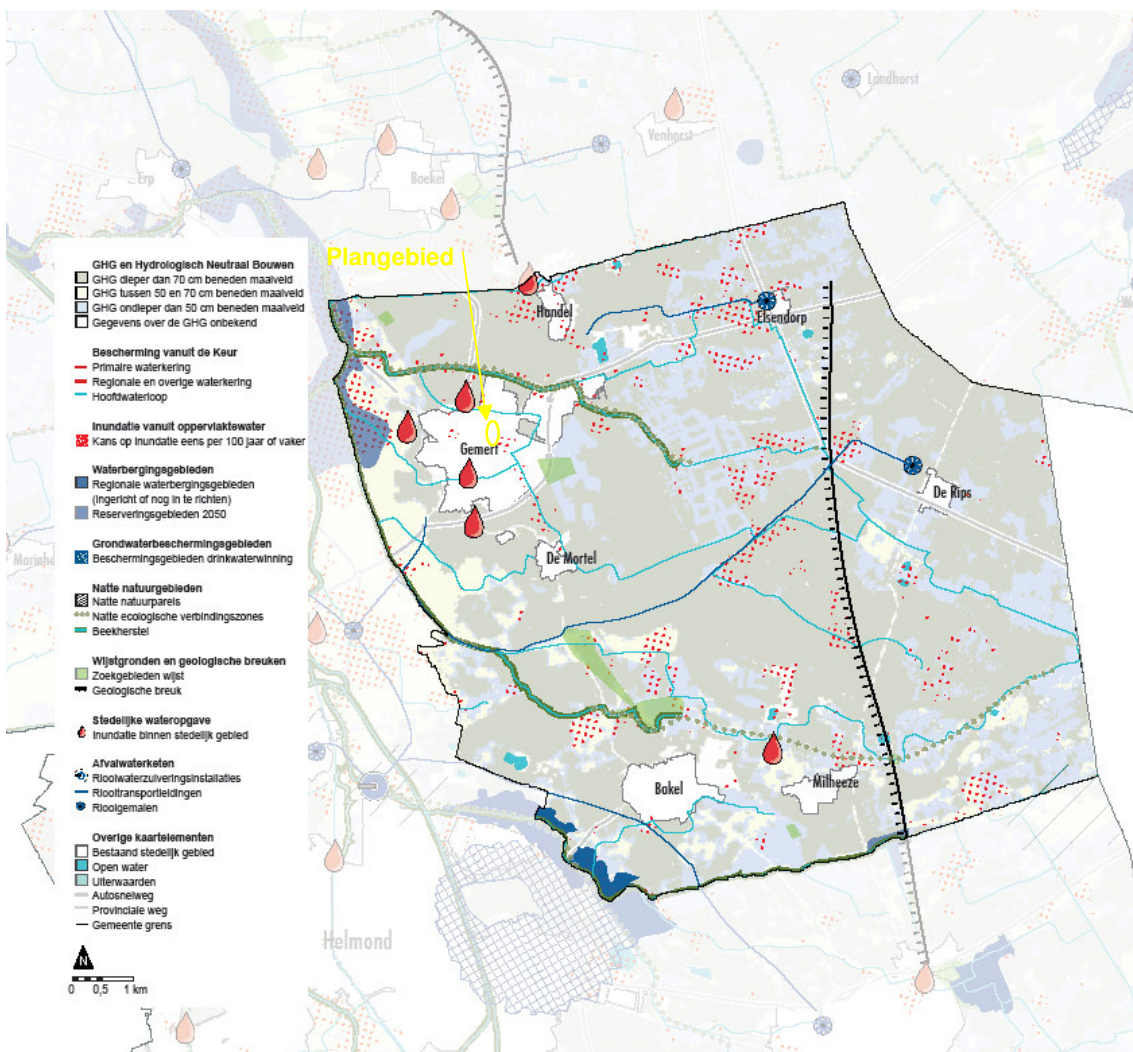 Landhorst
Venhorst
Erp
Boekel
Plangebied
Handel
Elsendorp
Gemert
De Rips
De Mortel
Bakel
Milheeze
Helmond
GHG en Hydrologisch Neutraal Bouwen
GHG dieper dan 70 cm beneden maaiveld
GHG tussen 50 en 70 cm beneden maaiveld
GHG ondieper dan 50 cm beneden maaiveld
Gegevens over de GHG onbekend
Bescherming vanuit de Keur
Primaire waterkering
Regionale en overige waterkering
Hoofdwaterloop
Inundatie vanuit oppervlaktewater
Kans op inundatie eens per 100 jaar of vaker
Waterbergingsgebieden
Regionale waterbergingsgebieden
(ingericht of nog in te richten)
Reserveringsgebieden 2050
Grondwaterbeschermingsgebieden
Beschermingsgebieden drinkwaterwinning
Natte natuurgebieden
Natte natuurparels
Natte ecologische verbindingszones
Beekherstel
Wijstgronden en geologische breuken
Zoekgebieden wijst
Geologische breuk
Stedelijke wateropgave
Inundatie binnen stedelijk gebied
Afvalwaterketen
Rioolwaterzuiveringsinstallaties
Riooltransportleidingen
Rioolgemalen
Overige kaartelementen
Bestaand stedelijk gebied
Open water
Uiterwaarden
Autosnelweg
Provinciale weg
Gemeente grens
N
0 0,5 1 km